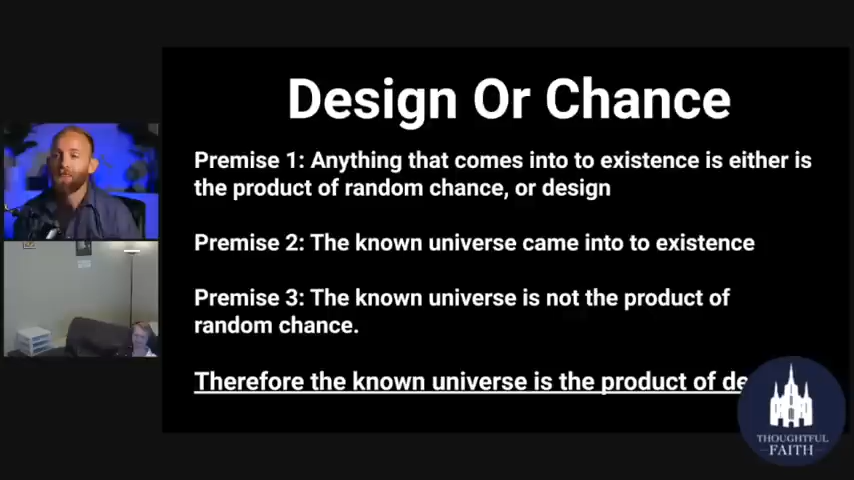 Design Or Chance
Premise 1: Anything that comes into to existence is either is
the product of random chance, or design
Premise 2: The known universe came into to existence
Premise 3: The known universe is not the product of
random chance.
Therefore the known universe is the product of de
THOUGHTFUL
FAITH